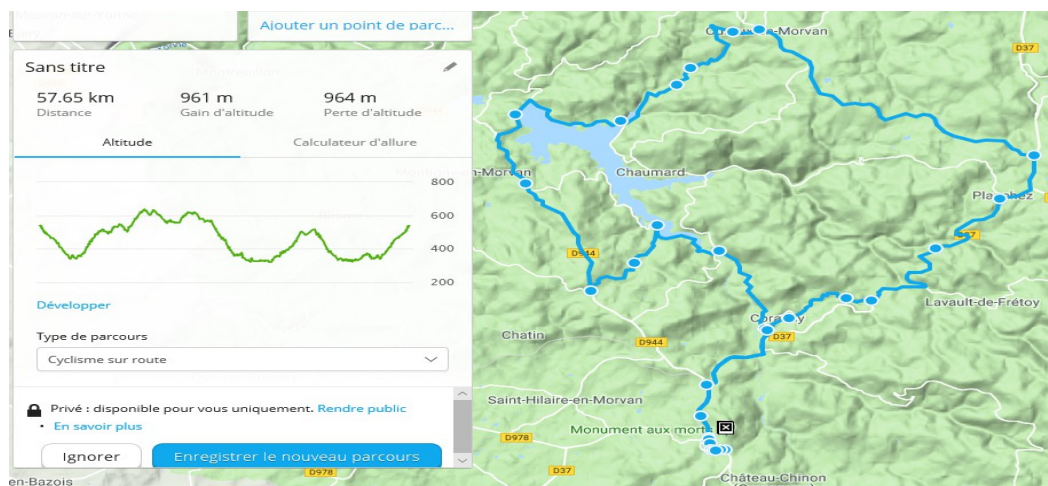 Ajouter un point de parc...
Sans titre
57.65 km
961 m
964 m
Distance
Gain d'altitude
Perte d'altitude
Altitude
Calculateur d'allure
800
600
400
200
Développer
Type de parcours
Cyclisme sur route
Privé : disponible pour vous uniquement. Rendre public
• En savoir plus
Ignorer
Enregistrer le nouveau parcours
en-Bazois
D978
-Morvan
D37
n-Morvan
Chaumard
D944
Chatin
D944
D37
Lavault-de-Frétoy
Saint-Hilaire-en-Morvan
Monument aux morts
D978
D37
Château-Chinon